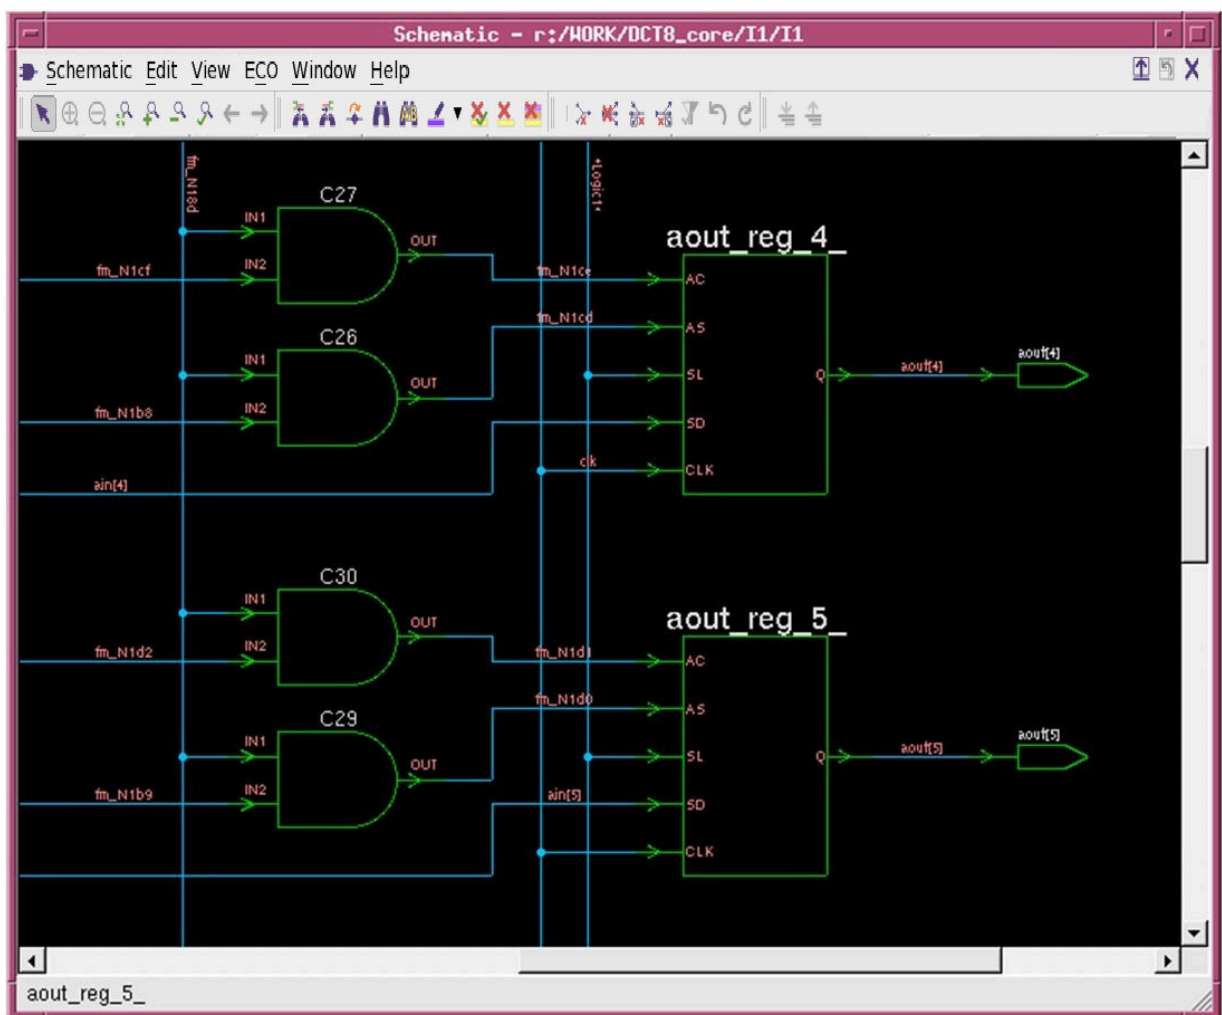 Schematic - r:/WORK/DCT8_core/I1/I1
Schematic Edit View ECO Window Help
fm_N18d
*Logic1*
C27
IN1
OUT
IN2
fm_N1cf
fm_N1ce
aout_reg_4_
AC
fm_N1cd
AS
C26
IN1
OUT
IN2
fm_N1b8
SL
Q
aout[4]
aout[4]
SD
clk
CLK
ain[4]
C30
IN1
OUT
IN2
fm_N1d2
fm_N1d1
aout_reg_5_
AC
fm_N1d0
AS
C29
IN1
OUT
IN2
fm_N1b9
SL
Q
aout[5]
aout[5]
ain[5]
SD
CLK
aout_reg_5_